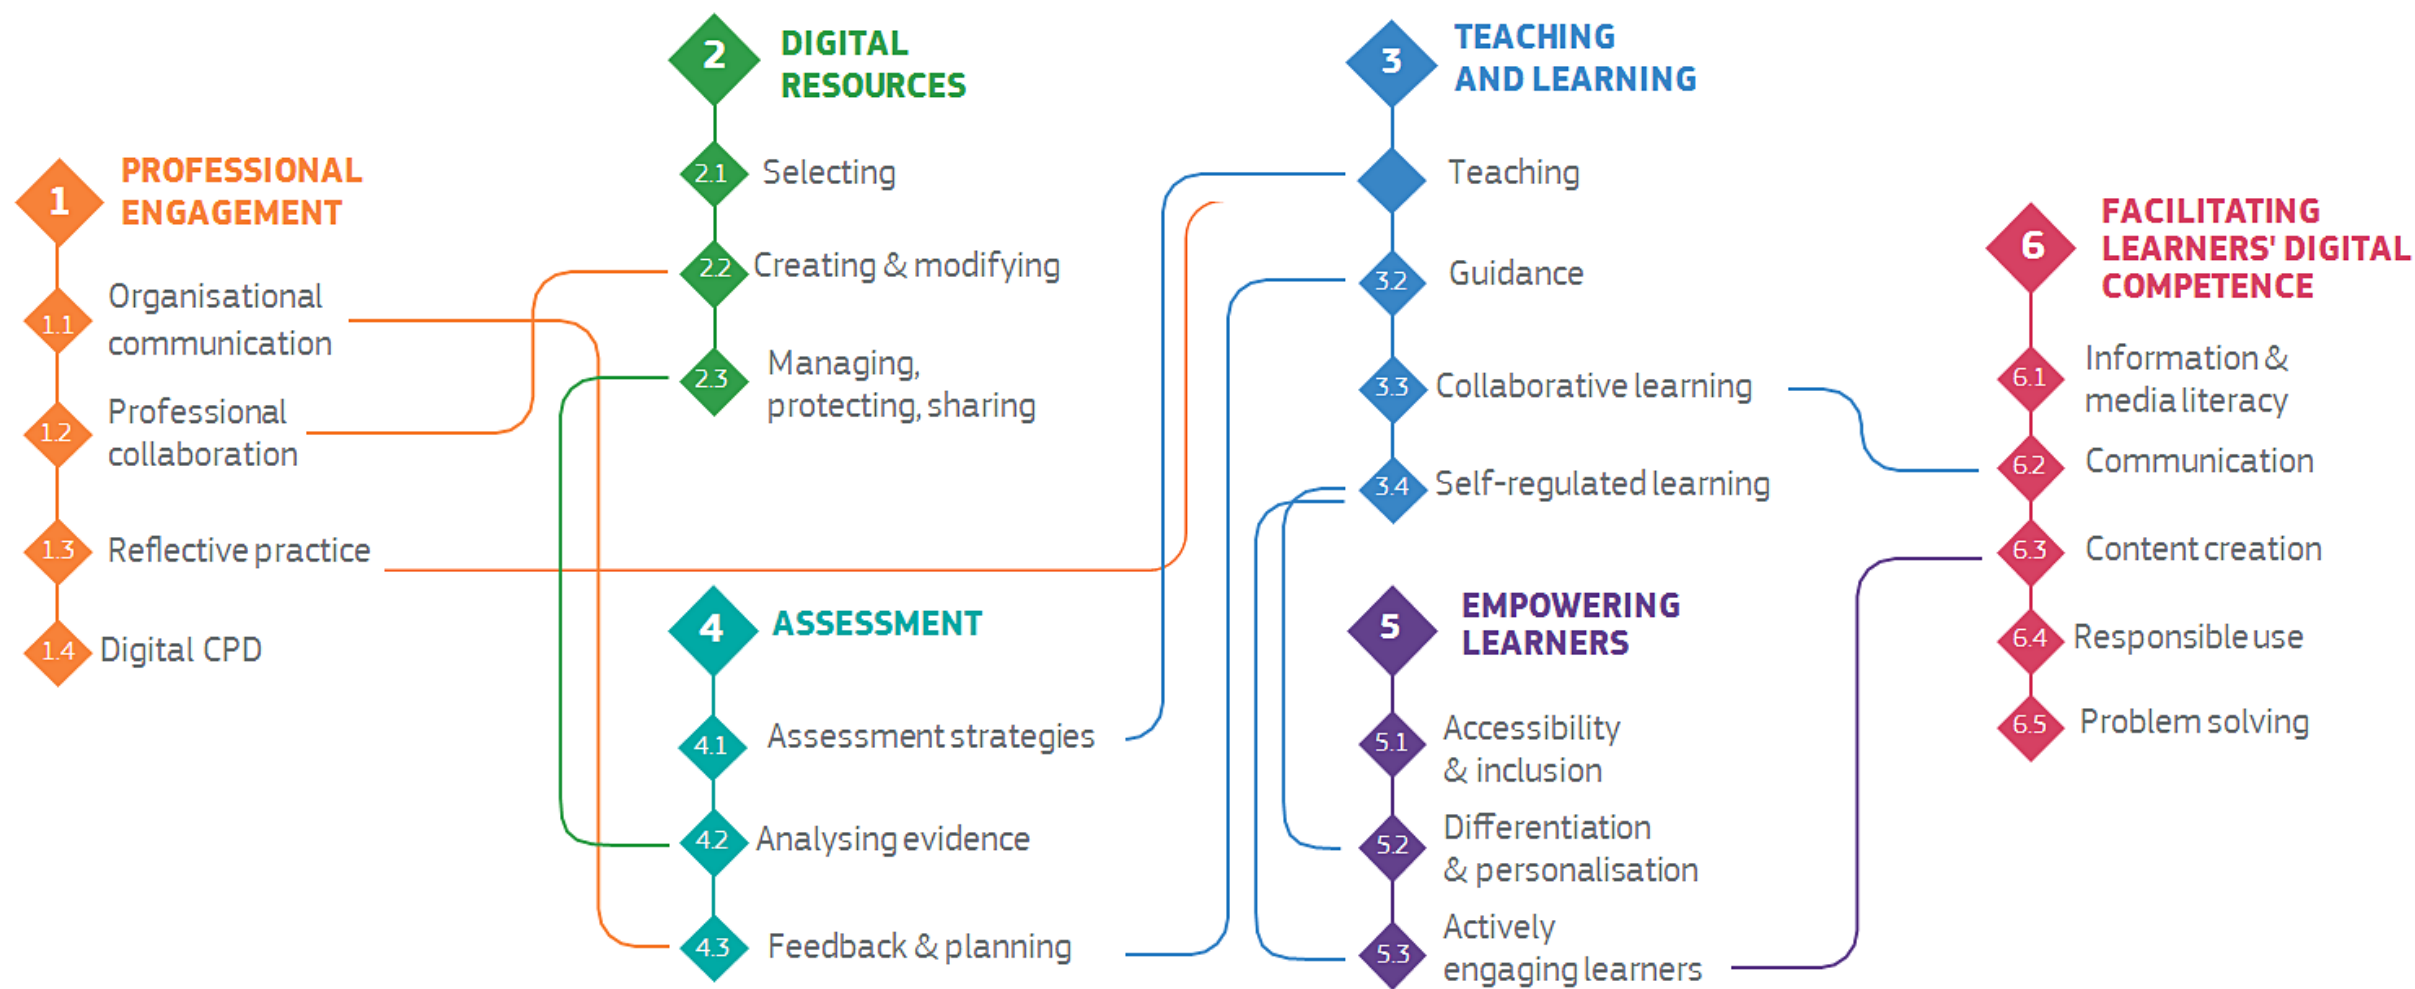 1
PROFESSIONAL
ENGAGEMENT
1.1
Organisational
communication
1.2
Professional
collaboration
1.3
Reflective practice
1.4
Digital CPD
2
DIGITAL
RESOURCES
2.1
Selecting
2.2
Creating & modifying
2.3
Managing,
protecting, sharing
3
TEACHING
AND LEARNING
Teaching
3.2
Guidance
3.3
Collaborative learning
3.4
Self-regulated learning
4
ASSESSMENT
4.1
Assessment strategies
4.2
Analysing evidence
4.3
Feedback & planning
5
EMPOWERING
LEARNERS
5.1
Accessibility
& inclusion
5.2
Differentiation
& personalisation
5.3
Actively
engaging learners
6
FACILITATING
LEARNERS' DIGITAL
COMPETENCE
6.1
Information &
media literacy
6.2
Communication
6.3
Content creation
6.4
Responsible use
6.5
Problem solving